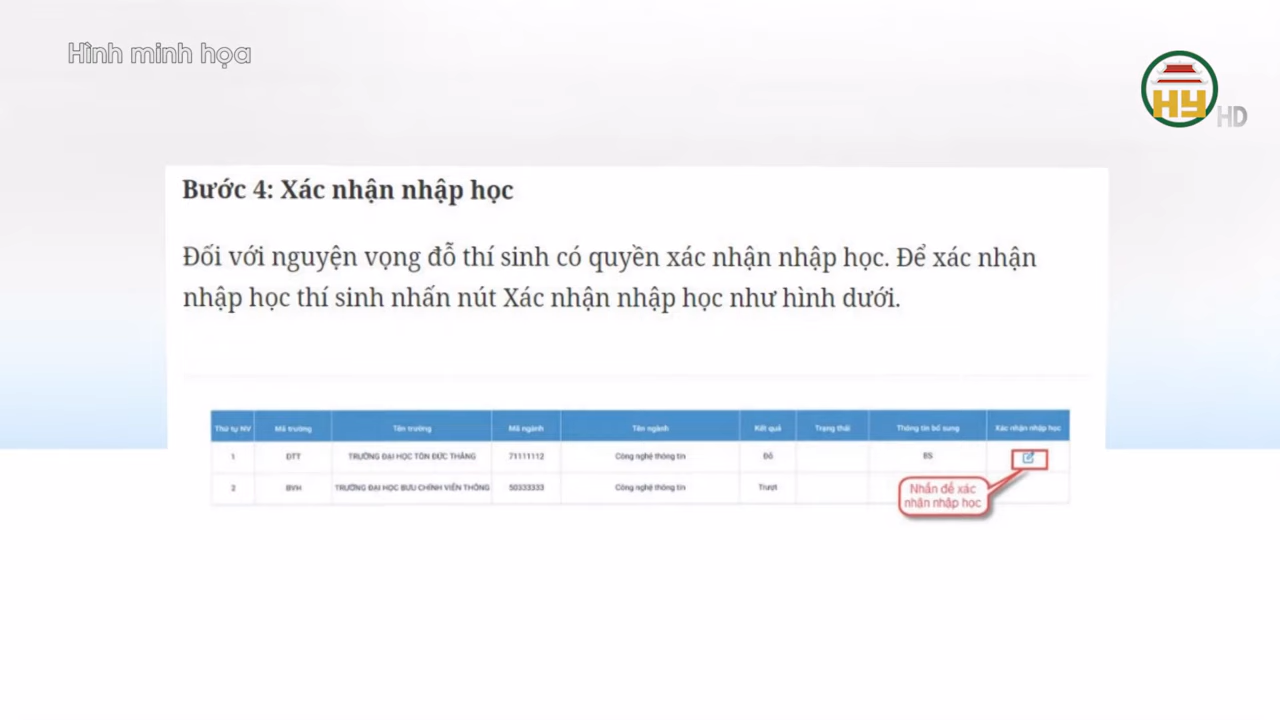 Hình minh họa
HY HD
Bước 4: Xác nhận nhập học
Đối với nguyện vọng đỗ thí sinh có quyền xác nhận nhập học. Để xác nhận
nhập học thí sinh nhấn nút Xác nhận nhập học như hình dưới.
Thứ tự NV Mã trường Tên trường Mã ngành Tên ngành Kết quả Trạng thái Thông tin bổ sung Xác nhận nhập học
1 DTT TRƯỜNG ĐẠI HỌC TÔN ĐỨC THẮNG 71111112 Công nghệ thông tin Đỗ BS
2 BVH TRƯỜNG ĐẠI HỌC BƯU CHÍNH VIỄN THÔNG 50333333 Công nghệ thông tin Trượt
Nhấn để xác
nhận nhập học